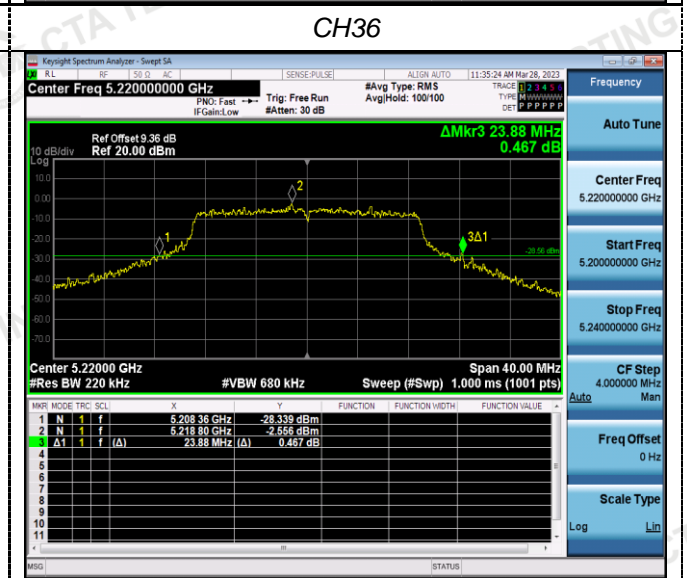 CH36
Keysight Spectrum Analyzer - Swept SA
RL RF 50 Ω AC SENSE:PULSE ALIGN AUTO 11:35:24 AM Mar 28, 2023
Center Freq 5.220000000 GHz
PNO: Fast
IFGain:Low
Trig: Free Run
#Atten: 30 dB
#Avg Type: RMS
Avg|Hold: 100/100
TRACE 1 2 3 4 5 6
TYPE M W W W W W
DET P P P P P P
ΔMkr3 23.88 MHz
0.467 dB
Ref Offset 9.36 dB
Ref 20.00 dBm
10 dB/div
Log
10.0
0.00
-10.0
-20.0
-30.0
-40.0
-50.0
-60.0
-70.0
1
2
3Δ1
-28.56 dBm
Center 5.22000 GHz Span 40.00 MHz
#Res BW 220 kHz #VBW 680 kHz Sweep (#Swp) 1.000 ms (1001 pts)
MKR MODE TRC SCL X Y FUNCTION FUNCTION WIDTH FUNCTION VALUE
1 N 1 f 5.208 36 GHz -28.339 dBm
2 N 1 f 5.218 80 GHz -2.556 dBm
3 Δ1 1 f (Δ) 23.88 MHz (Δ) 0.467 dB
4
5
6
7
8
9
10
11
MSG STATUS
Frequency
Auto Tune
Center Freq
5.220000000 GHz
Start Freq
5.200000000 GHz
Stop Freq
5.240000000 GHz
CF Step
4.000000 MHz
Auto Man
Freq Offset
0 Hz
Scale Type
Log Lin